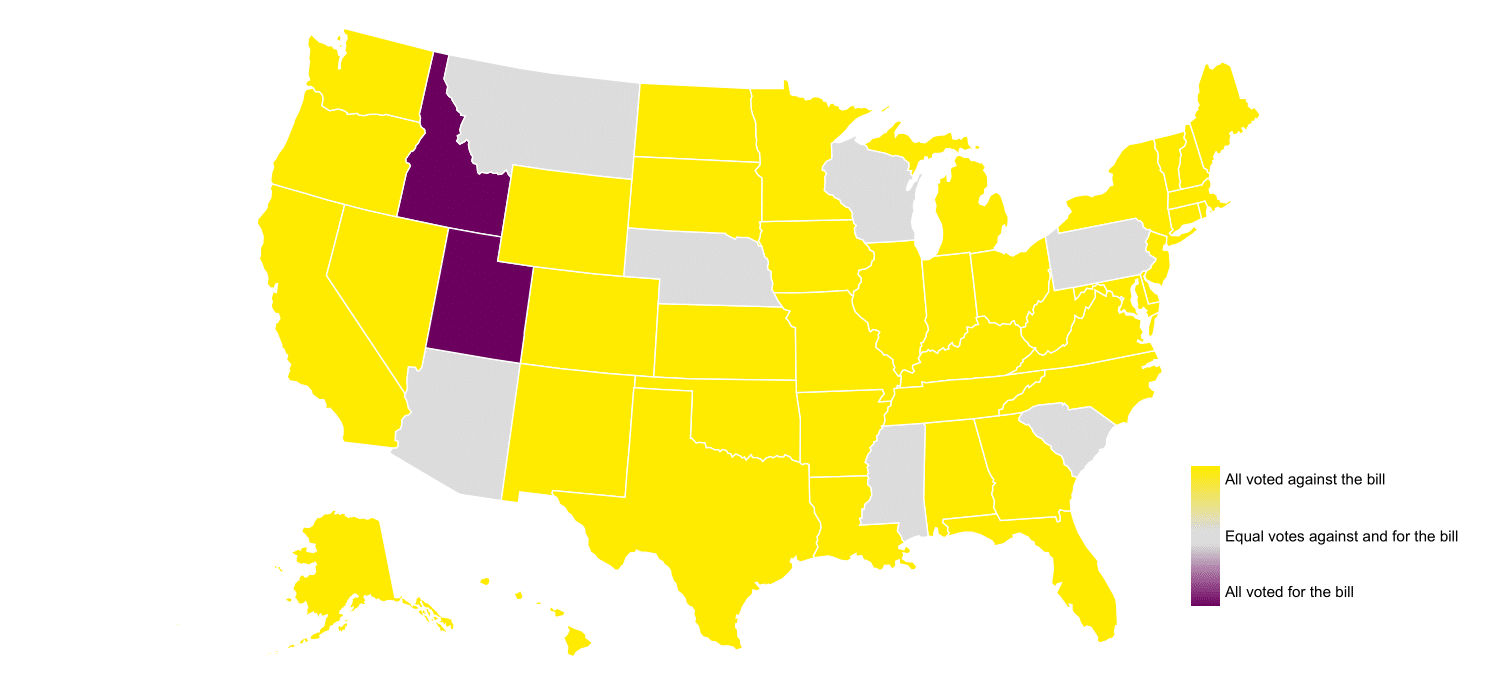 All voted against the bill
Equal votes against and for the bill
All voted for the bill